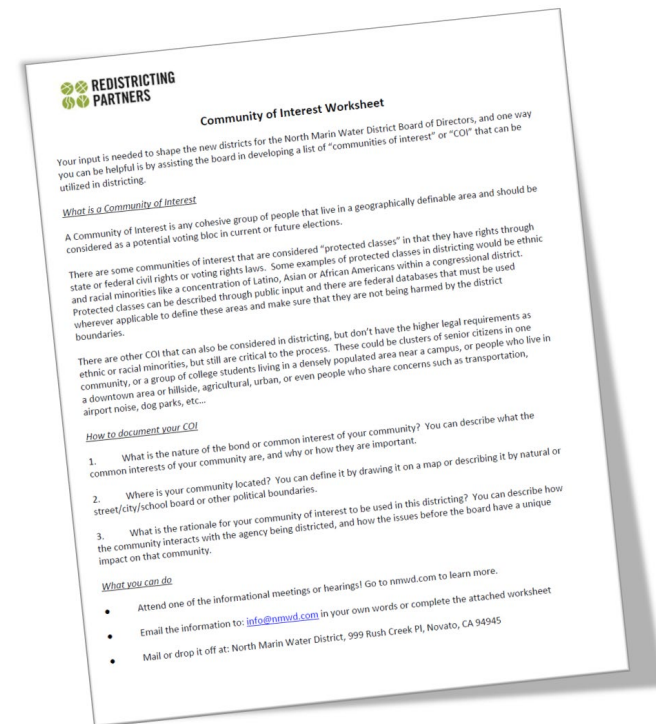 REDISTRICTING
PARTNERS
Community of Interest Worksheet
Your input is needed to shape the new districts for the North Marin Water District Board of Directors, and one way
you can be helpful is by assisting the board in developing a list of "communities of interest" or "COI" that can be
utilized in districting.
What is a Community of Interest
A Community of Interest is any cohesive group of people that live in a geographically definable area and should be
considered as a potential voting bloc in current or future elections.
There are some communities of interest that are considered "protected classes" in that they have rights through
state or federal civil rights or voting rights laws. Some examples of protected classes in districting would be ethnic
and racial minorities like a concentration of Latino, Asian or African Americans within a congressional district.
Protected classes can be described through public input and there are federal databases that must be used
wherever applicable to define these areas and make sure that they are not being harmed by the district
boundaries.
There are other COI that can also be considered in districting, but don't have the higher legal requirements as
ethnic or racial minorities, but still are critical to the process. These could be clusters of senior citizens in one
community, or a group of college students living in a densely populated area near a campus, or people who live in
a downtown area or hillside, agricultural, urban, or even people who share concerns such as transportation,
airport noise, dog parks, etc...
How to document your COI
1. What is the nature of the bond or common interest of your community? You can describe what the
common interests of your community are, and why or how they are important.
2. Where is your community located? You can define it by drawing it on a map or describing it by natural or
street/city/school board or other political boundaries.
3. What is the rationale for your community of interest to be used in this districting? You can describe how
the community interacts with the agency being districted, and how the issues before the board have a unique
impact on that community.
What you can do
• Attend one of the informational meetings or hearings! Go to nmwd.com to learn more.
• Email the information to: info@nmwd.com in your own words or complete the attached worksheet
• Mail or drop it off at: North Marin Water District, 999 Rush Creek Pl, Novato, CA 94945